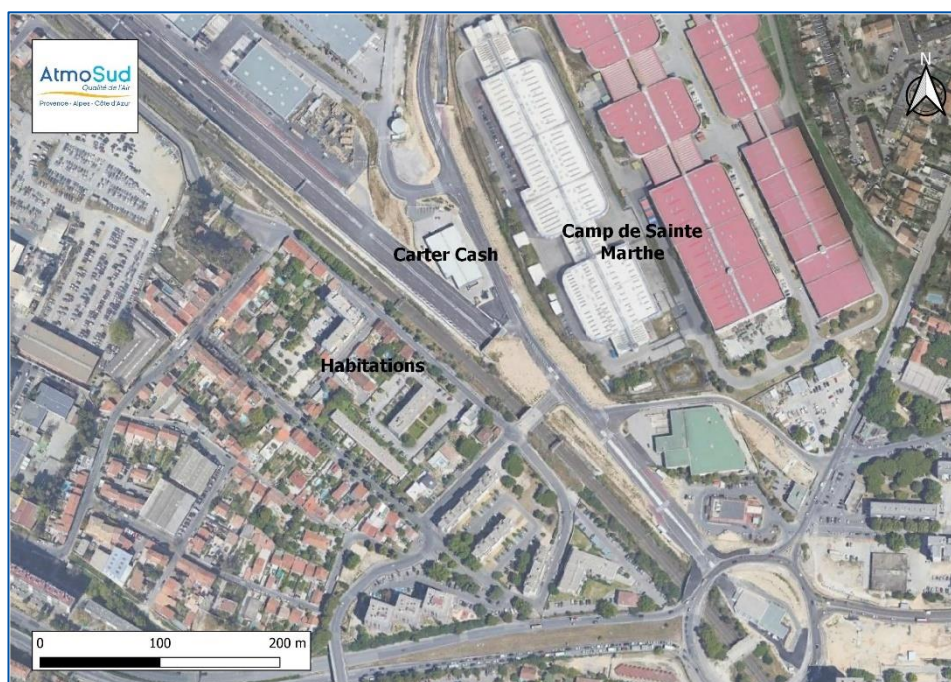 AtmoSud
Qualité de l'Air
Provence - Alpes - Côte d'Azur
N
Camp de Sainte
Marthe
Carter Cash
Habitations
0 100 200 m